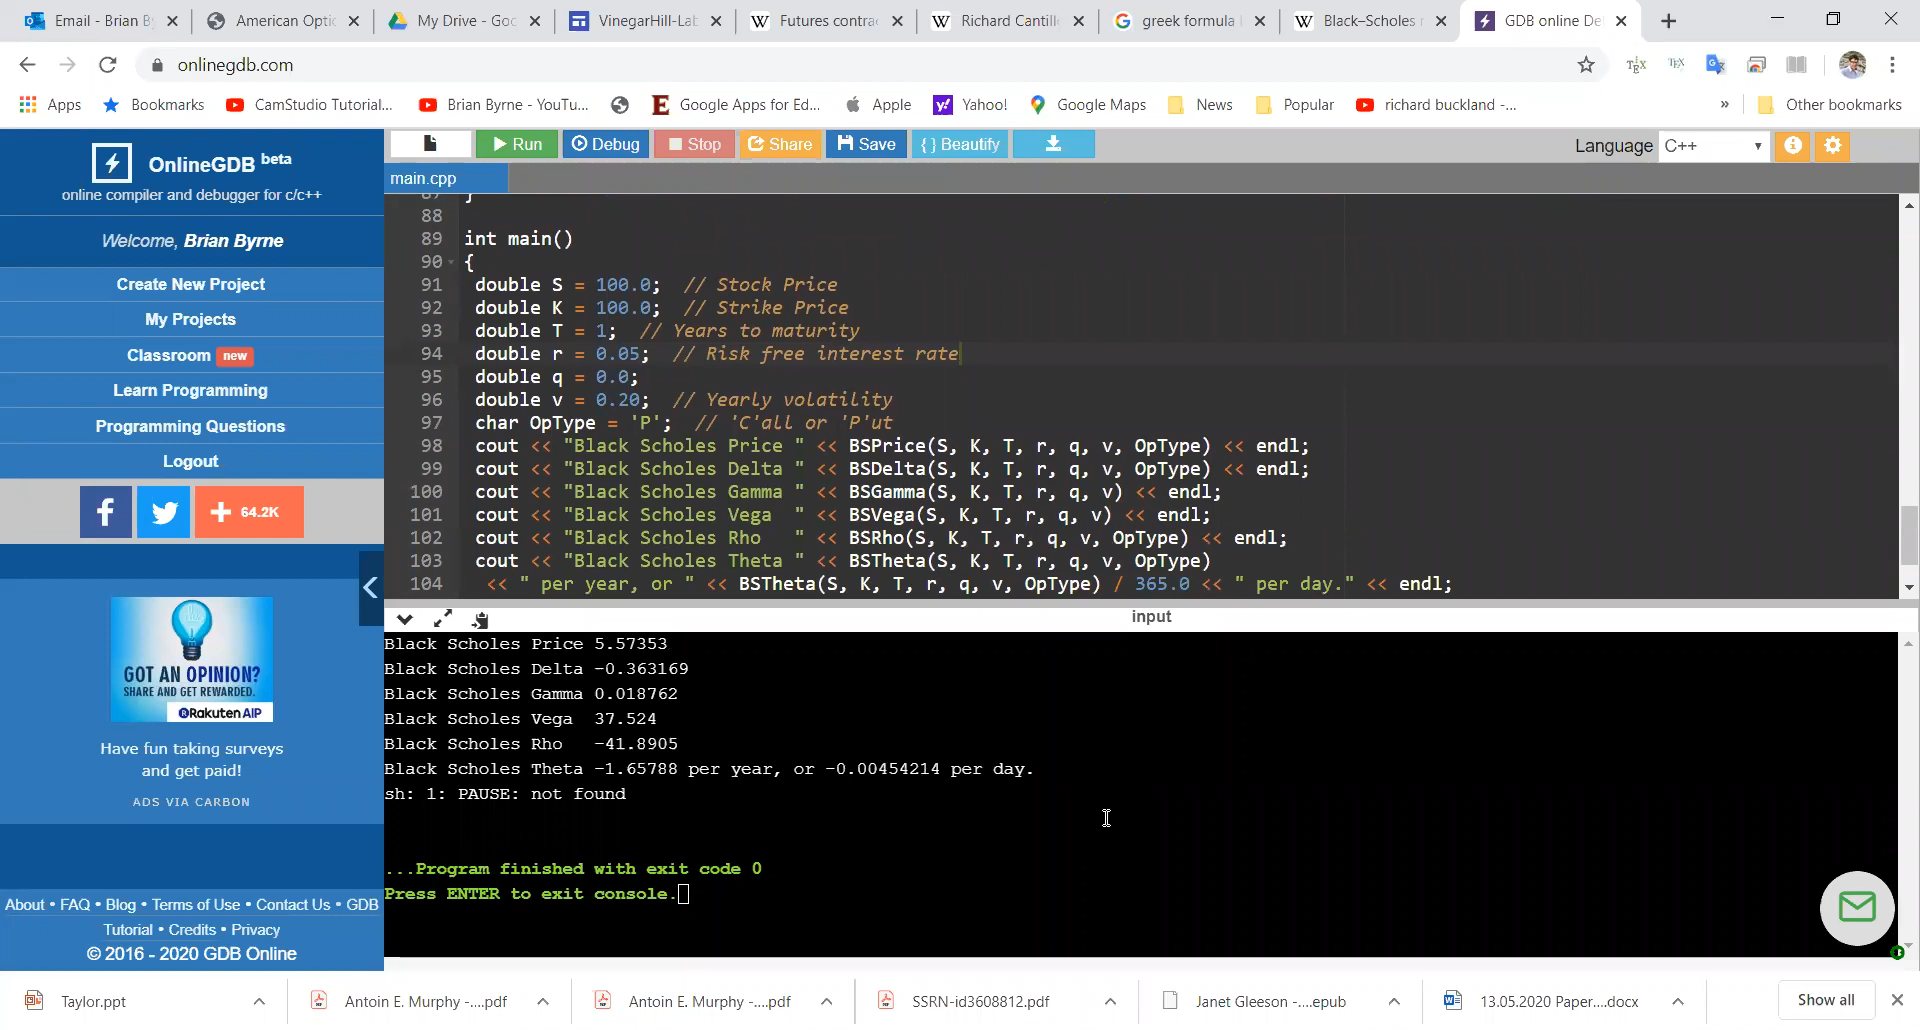 Email - Brian B
American Optic
My Drive - Goo
VinegarHill-Lab
Futures contrac
Richard Cantill
greek formula
Black–Scholes
GDB online De
onlinegdb.com
Apps
Bookmarks
CamStudio Tutorial...
Brian Byrne - YouTu...
Google Apps for Ed...
Apple
Yahoo!
Google Maps
News
Popular
richard buckland -...
»
Other bookmarks
OnlineGDB beta
online compiler and debugger for c/c++
Welcome, Brian Byrne
Create New Project
My Projects
Classroom new
Learn Programming
Programming Questions
Logout
64.2K
GOT AN OPINION?
SHARE AND GET REWARDED.
Rakuten AIP
Have fun taking surveys
and get paid!
ADS VIA CARBON
About • FAQ • Blog • Terms of Use • Contact Us • GDB
Tutorial • Credits • Privacy
© 2016 - 2020 GDB Online
Run
Debug
Stop
Share
Save
{ } Beautify
Language C++
main.cpp
87 }
88
89 int main()
90 {
91 double S = 100.0; // Stock Price
92 double K = 100.0; // Strike Price
93 double T = 1; // Years to maturity
94 double r = 0.05; // Risk free interest rate
95 double q = 0.0;
96 double v = 0.20; // Yearly volatility
97 char OpType = 'P'; // 'C'all or 'P'ut
98 cout << "Black Scholes Price " << BSPrice(S, K, T, r, q, v, OpType) << endl;
99 cout << "Black Scholes Delta " << BSDelta(S, K, T, r, q, v, OpType) << endl;
100 cout << "Black Scholes Gamma " << BSGamma(S, K, T, r, q, v) << endl;
101 cout << "Black Scholes Vega  " << BSVega(S, K, T, r, q, v) << endl;
102 cout << "Black Scholes Rho   " << BSRho(S, K, T, r, q, v, OpType) << endl;
103 cout << "Black Scholes Theta " << BSTheta(S, K, T, r, q, v, OpType)
104 << " per year, or " << BSTheta(S, K, T, r, q, v, OpType) / 365.0 << " per day." << endl;
input
Black Scholes Price 5.57353
Black Scholes Delta -0.363169
Black Scholes Gamma 0.018762
Black Scholes Vega  37.524
Black Scholes Rho   -41.8905
Black Scholes Theta -1.65788 per year, or -0.00454214 per day.
sh: 1: PAUSE: not found
...Program finished with exit code 0
Press ENTER to exit console.
Taylor.ppt
Antoin E. Murphy -....pdf
Antoin E. Murphy -....pdf
SSRN-id3608812.pdf
Janet Gleeson -....epub
13.05.2020 Paper....docx
Show all